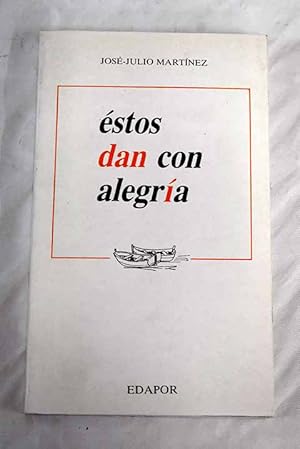 JOSÉ-JULIO MARTÍNEZ
éstos
dan con
alegría
EDAPOR